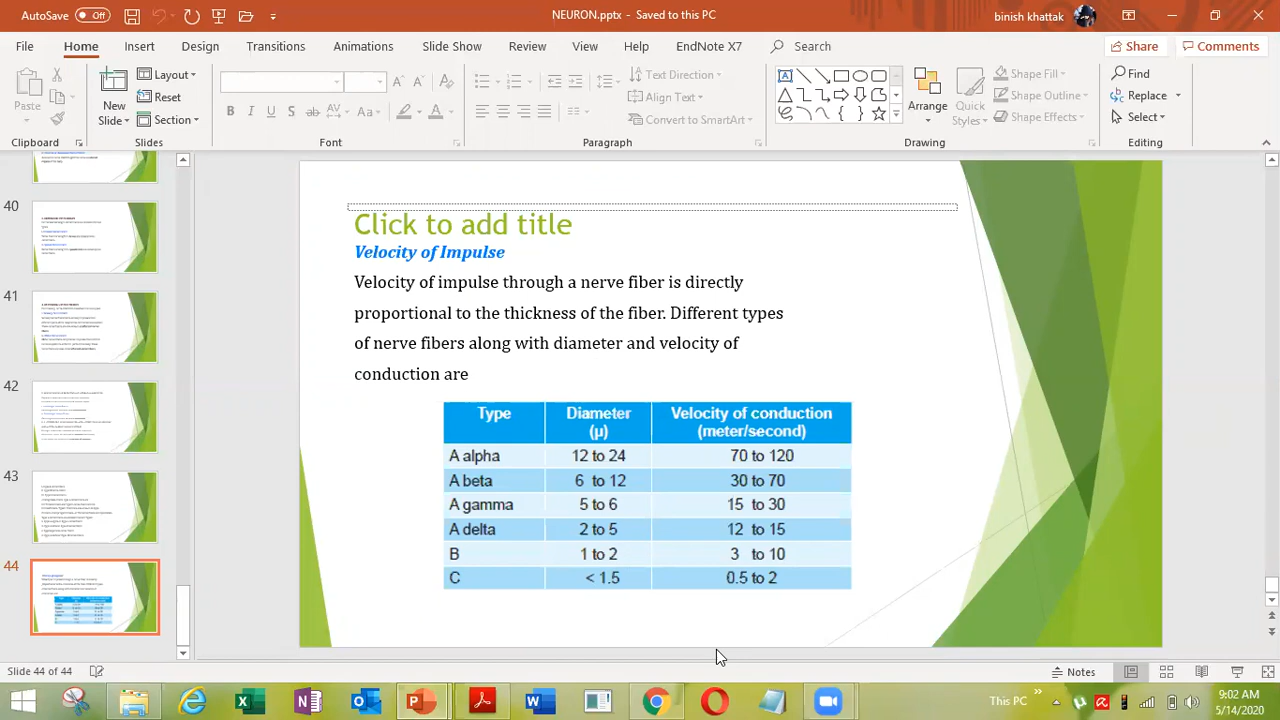 AutoSave Off
NEURON.pptx - Saved to this PC
binish khattak
File Home Insert Design Transitions Animations Slide Show Review View Help EndNote X7 Search Share Comments
Paste
New Slide
Layout
Reset
Section
Text Direction
Align Text
Convert to SmartArt
Arrange
Quick Styles
Shape Fill
Shape Outline
Shape Effects
Find
Replace
Select
Clipboard Slides Font Paragraph Drawing Editing
40
41
42
43
44
Click to add title
Velocity of Impulse
Velocity of impulse through a nerve fiber is directly
proportional to the thickness of the fiber. Different types
of nerve fibers along with diameter and velocity of
conduction are
Type Diameter (μ) Velocity of conduction (meter/second)
A alpha 12 to 24 70 to 120
A beta 6 to 12 30 to 70
A gamma 5 to 6 15 to 30
A delta 2 to 5 12 to 15
B 1 to 2 3 to 10
C < 1.5 0.5 to 2
Slide 44 of 44
Notes
This PC
9:02 AM
5/14/2020